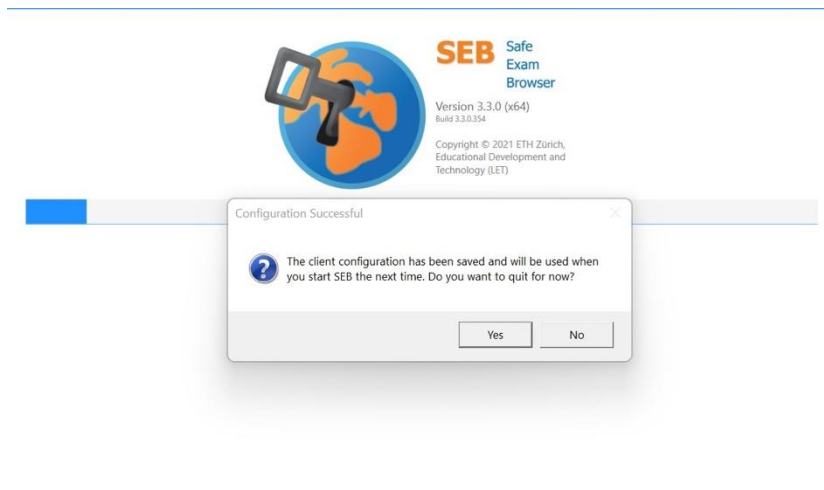 SEB
Safe
Exam
Browser
Version 3.3.0 (x64)
Build 3.3.0.354
Copyright © 2021 ETH Zürich,
Educational Development and
Technology (LET)
Configuration Successful
The client configuration has been saved and will be used when
you start SEB the next time. Do you want to quit for now?
Yes
No